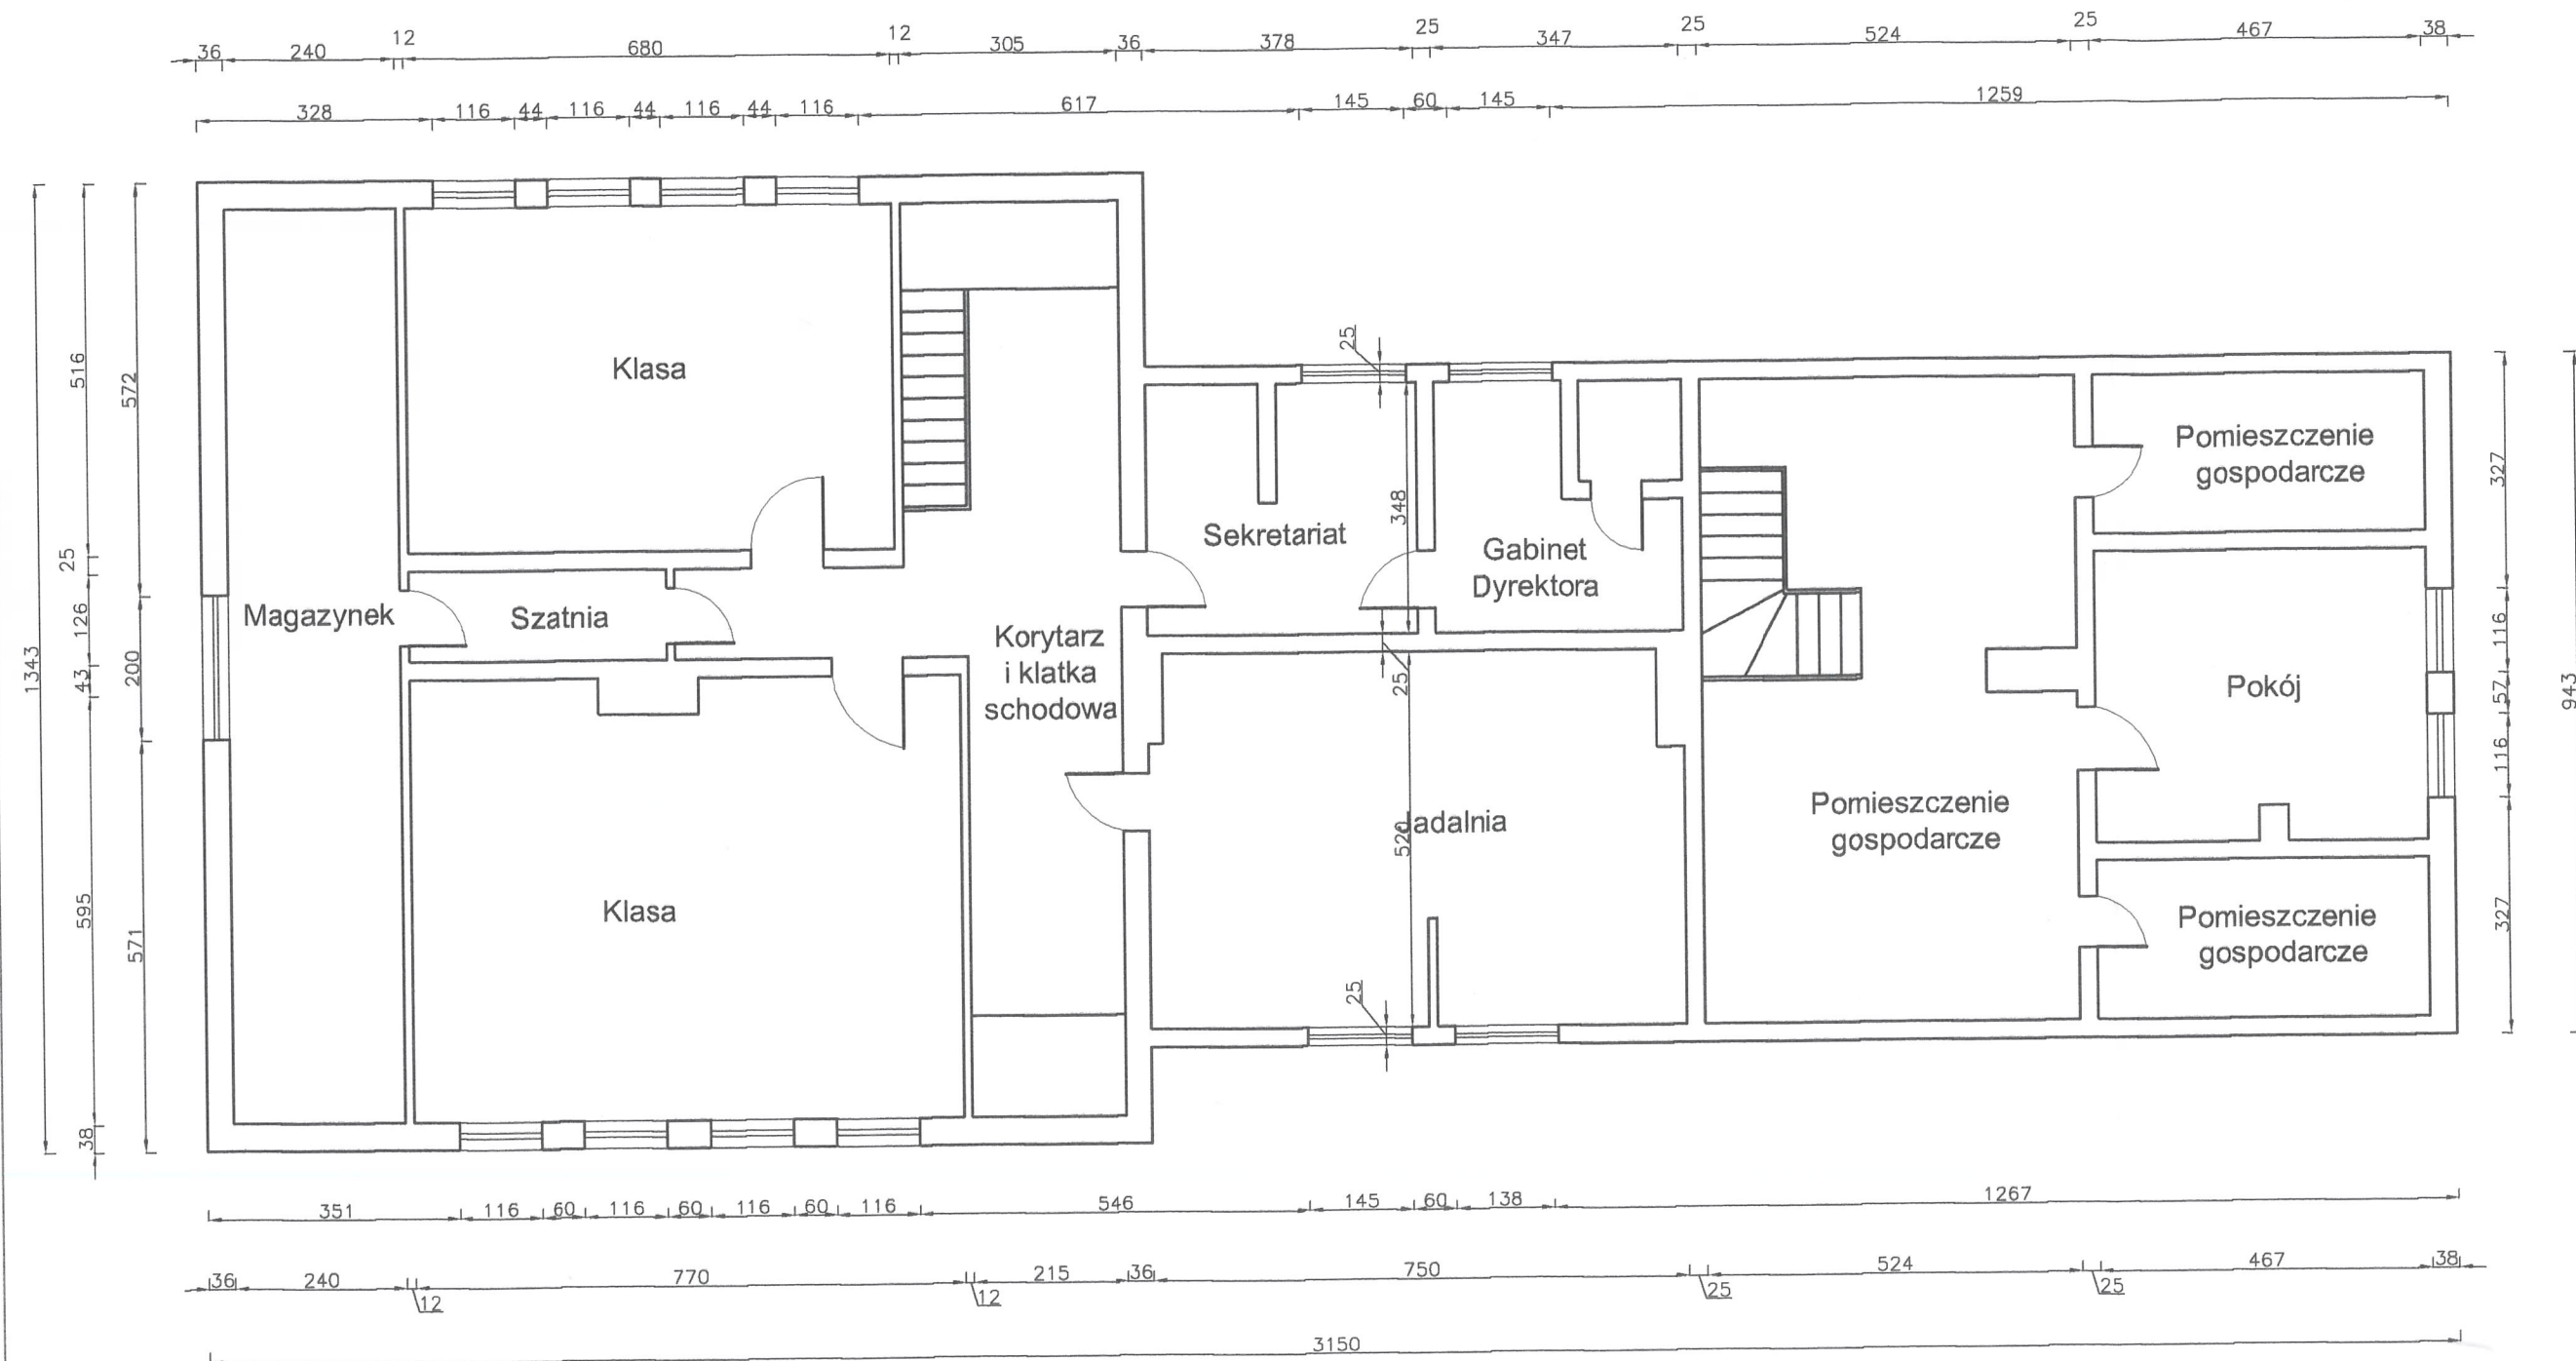 36 240 12 680 12 305 36 378 25 347 25 524 25 467 38
328 116 44 116 44 116 44 116 617 145 60 145 1259
1343
516 25 126 43 595 38
572 200 571
Klasa
Magazynek
Szatnia
Klasa
Korytarz
i klatka
schodowa
25
348
25
520
25
Sekretariat
Gabinet
Dyrektora
Jadalnia
Pomieszczenie
gospodarcze
Pomieszczenie
gospodarcze
Pokój
Pomieszczenie
gospodarcze
327 116 57 116 327
943
351 116 60 116 60 116 60 116 546 145 60 138 1267
36 240 12 770 12 215 36 750 25 524 25 467 38
3150